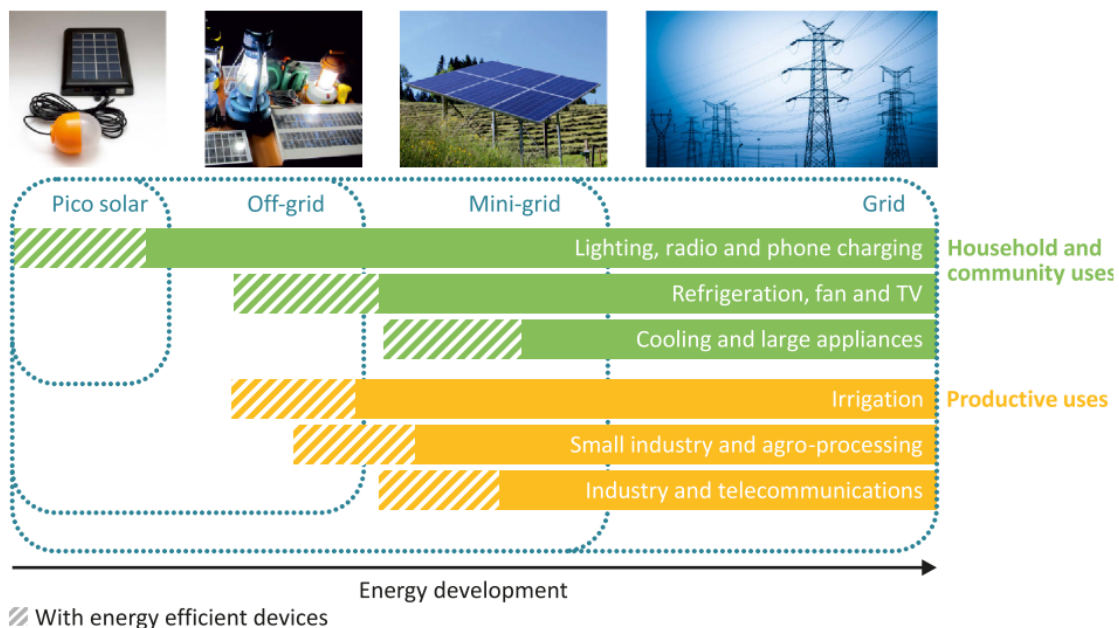 Pico solar
Off-grid
Mini-grid
Grid
Lighting, radio and phone charging
Household and
community uses
Refrigeration, fan and TV
Cooling and large appliances
Irrigation
Productive uses
Small industry and agro-processing
Industry and telecommunications
Energy development
With energy efficient devices